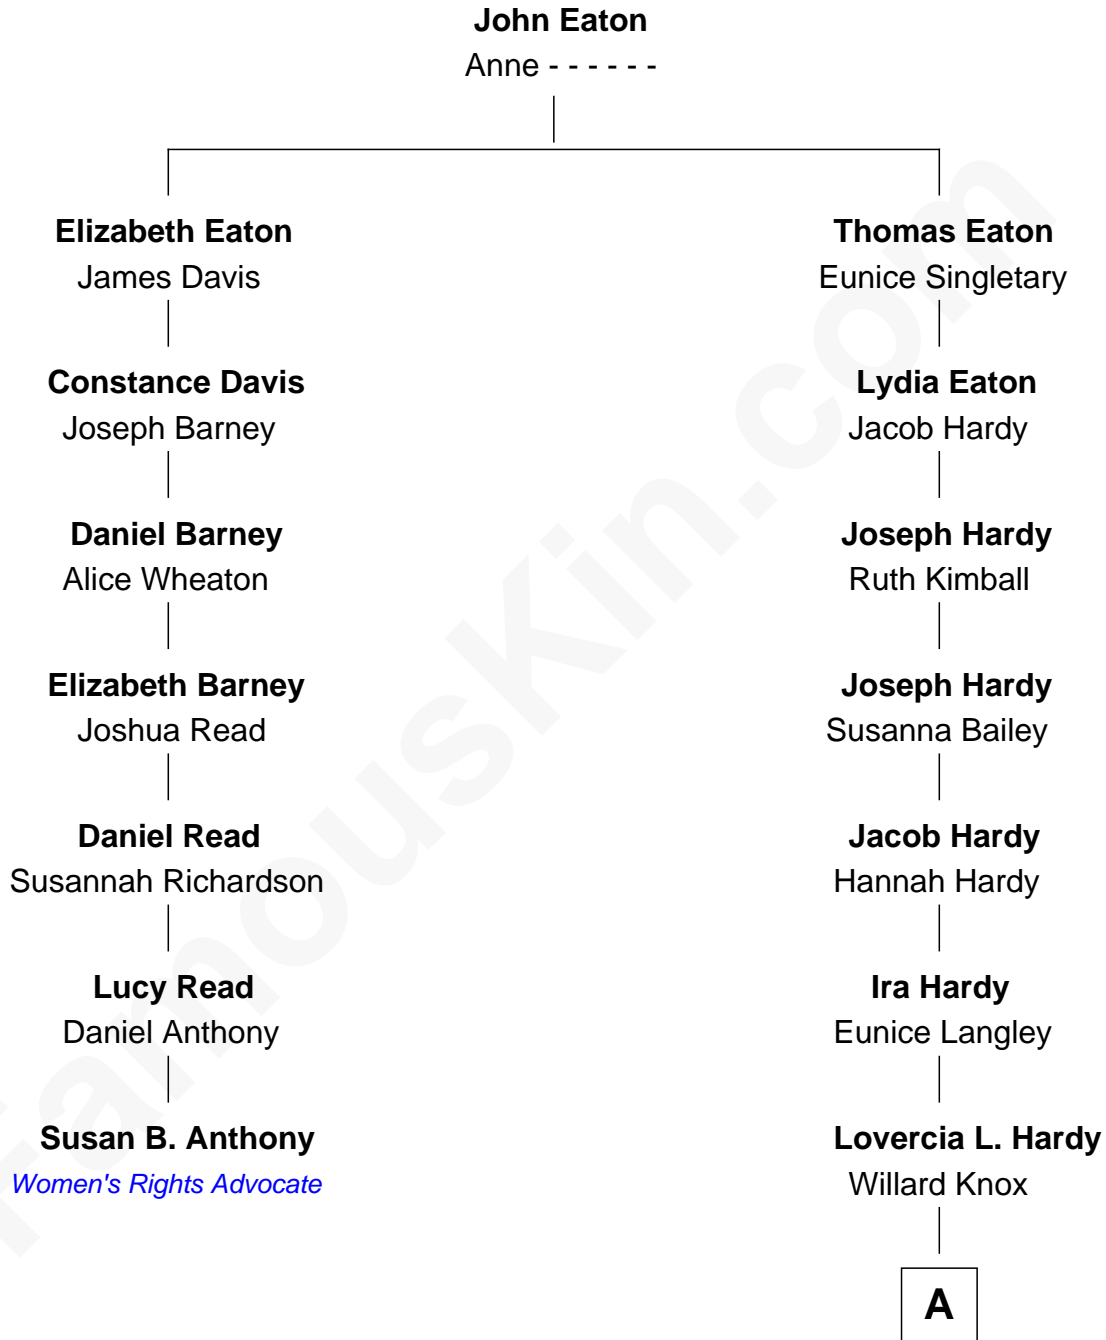 John Eaton
Anne - - - - - -
Elizabeth Eaton
James Davis
Constance Davis
Joseph Barney
Daniel Barney
Alice Wheaton
Elizabeth Barney
Joshua Read
Daniel Read
Susannah Richardson
Lucy Read
Daniel Anthony
Susan B. Anthony
Women's Rights Advocate
Thomas Eaton
Eunice Singletary
Lydia Eaton
Jacob Hardy
Joseph Hardy
Ruth Kimball
Joseph Hardy
Susanna Bailey
Jacob Hardy
Hannah Hardy
Ira Hardy
Eunice Langley
Lovercia L. Hardy
Willard Knox
A
FamousKin.com